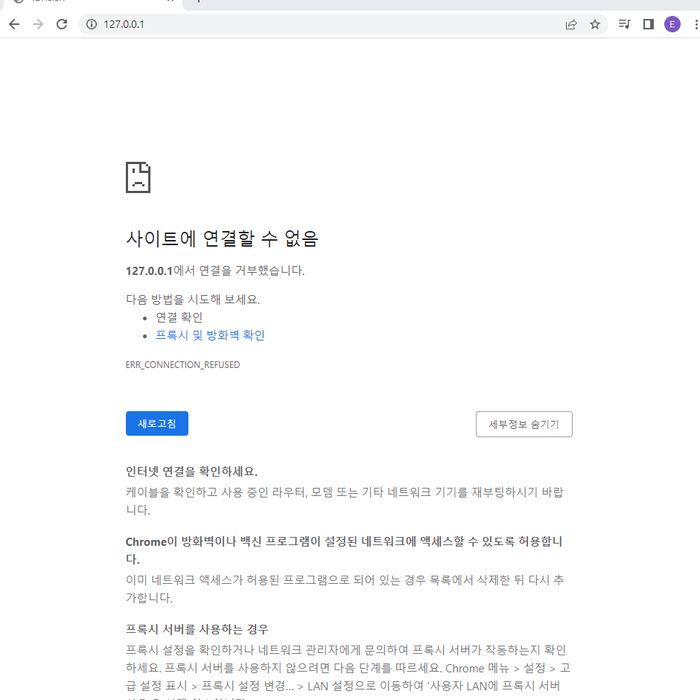 127.0.0.1
E
사이트에 연결할 수 없음
127.0.0.1에서 연결을 거부했습니다.
다음 방법을 시도해 보세요.
연결 확인
프록시 및 방화벽 확인
ERR_CONNECTION_REFUSED
새로고침
세부정보 숨기기
인터넷 연결을 확인하세요.
케이블을 확인하고 사용 중인 라우터, 모뎀 또는 기타 네트워크 기기를 재부팅하시기 바랍
니다.
Chrome이 방화벽이나 백신 프로그램이 설정된 네트워크에 액세스할 수 있도록 허용합니
다.
이미 네트워크 액세스가 허용된 프로그램으로 되어 있는 경우 목록에서 삭제한 뒤 다시 추
가합니다.
프록시 서버를 사용하는 경우
프록시 설정을 확인하거나 네트워크 관리자에게 문의하여 프록시 서버가 작동하는지 확인
하세요. 프록시 서버를 사용하지 않으려면 다음 단계를 따르세요. Chrome 메뉴 > 설정 > 고
급 설정 표시 > 프록시 설정 변경... > LAN 설정으로 이동하여 '사용자 LAN에 프록시 서버